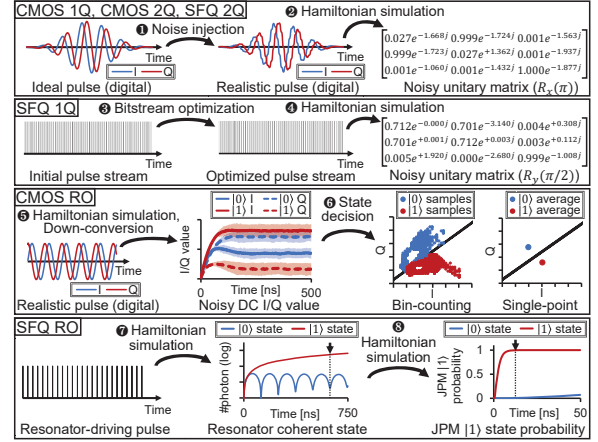 CMOS 1Q, CMOS 2Q, SFQ 2Q
❶ Noise injection
❷ Hamiltonian simulation
Time
I Q
Ideal pulse (digital)
Time
I Q
Realistic pulse (digital)
0.027e^{-1.668j} 0.999e^{-1.724j} 0.001e^{-1.563j}
0.999e^{-1.723j} 0.027e^{+1.362j} 0.001e^{-1.937j}
0.001e^{-1.060j} 0.001e^{-0.432j} 1.000e^{-1.877j}
Noisy unitary matrix (R_x(π))
SFQ 1Q
❸ Bitstream optimization
❹ Hamiltonian simulation
Time
Initial pulse stream
Time
Optimized pulse stream
0.712e^{-0.000j} 0.701e^{-3.140j} 0.004e^{+0.308j}
0.701e^{+0.001j} 0.712e^{+0.003j} 0.003e^{+0.112j}
0.005e^{+1.920j} 0.000e^{-2.680j} 0.999e^{-1.008j}
Noisy unitary matrix (R_y(π/2))
CMOS RO
❺ Hamiltonian simulation,
Down-conversion
Time
I Q
Realistic pulse (digital)
|0⟩ I |0⟩ Q
|1⟩ I |1⟩ Q
I/Q value
0 Time [ns] 500
Noisy DC I/Q value
❻ State
decision
|0⟩ samples
|1⟩ samples
Q
I
Bin-counting
|0⟩ average
|1⟩ average
Q
I
Single-point
SFQ RO
❼ Hamiltonian
simulation
Time
Resonator-driving pulse
|0⟩ state |1⟩ state
#photon (log)
0 Time [ns] 750
Resonator coherent state
❽
Hamiltonian
simulation
|0⟩ state |1⟩ state
JPM |1⟩
probability
1
0.5
0
0 Time [ns] 50
JPM |1⟩ state probability